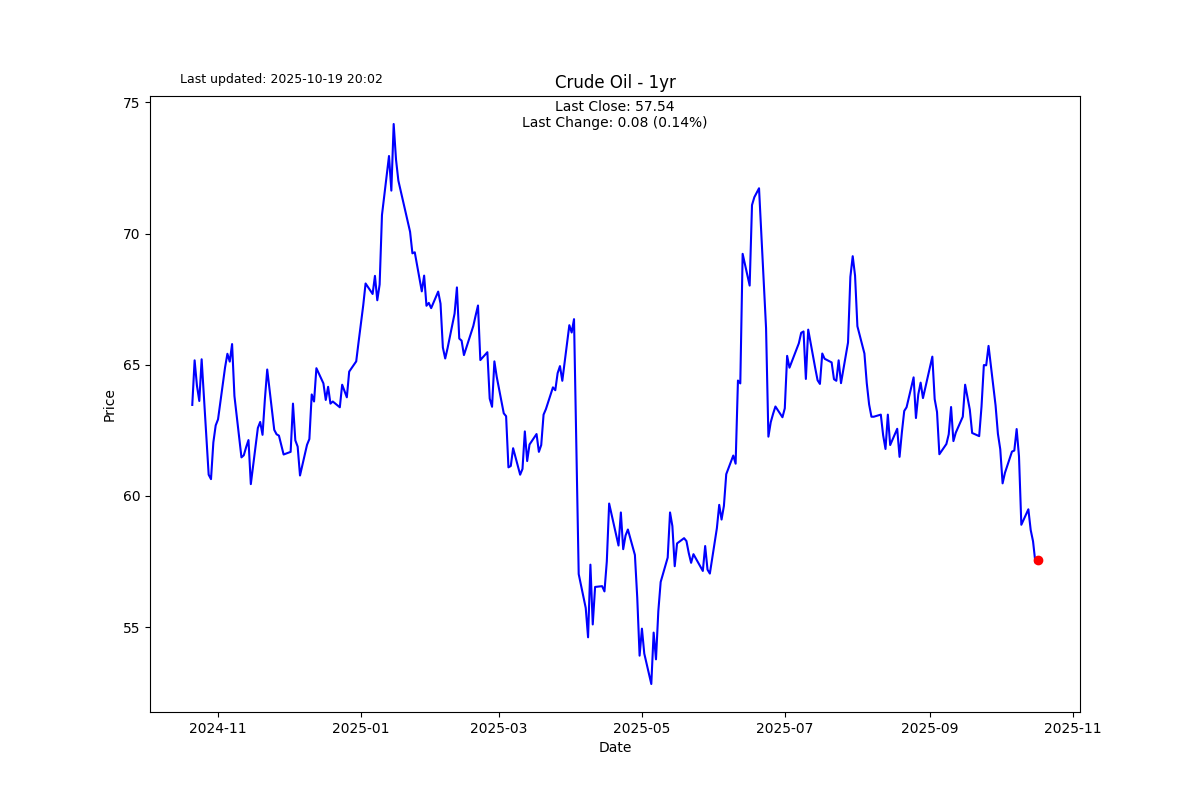 Last updated: 2025-10-19 20:02
Crude Oil - 1yr
Last Close: 57.54
Last Change: 0.08 (0.14%)
75
70
65
60
55
Price
2024-11
2025-01
2025-03
2025-05
2025-07
2025-09
2025-11
Date